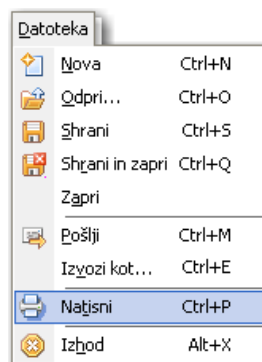 Datoteka
Nova Ctrl+N
Odpri... Ctrl+O
Shrani Ctrl+S
Shrani in zapri Ctrl+Q
Zapri
Pošlji Ctrl+M
Izvozi kot... Ctrl+E
Natisni Ctrl+P
Izhod Alt+X